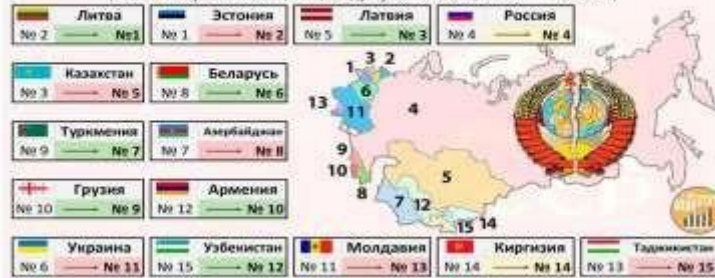 Литва
№ 2 → №1
Эстония
№ 1 → № 2
Латвия
№ 5 → № 3
Россия
№ 4 → № 4
Казахстан
№ 3 → № 5
Беларусь
№ 8 → № 6
Туркмения
№ 9 → № 7
Азербайджан
№ 7 → № 8
Грузия
№ 10 → № 9
Армения
№ 12 → № 10
Украина
№ 6 → № 11
Узбекистан
№ 15 → № 12
Молдавия
№ 11 → № 13
Киргизия
№ 14 → № 14
Таджикистан
№ 13 → № 15
1 3 2
6
13 11 4
9
10
8
5
7 12
15 14